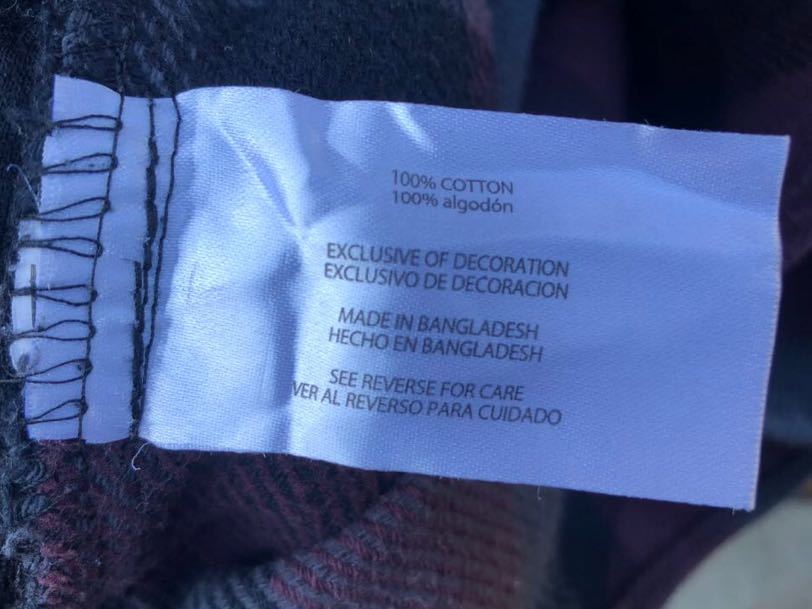 100% COTTON
100% algodón
EXCLUSIVE OF DECORATION
EXCLUSIVO DE DECORACION
MADE IN BANGLADESH
HECHO EN BANGLADESH
SEE REVERSE FOR CARE
VER AL REVERSO PARA CUIDADO